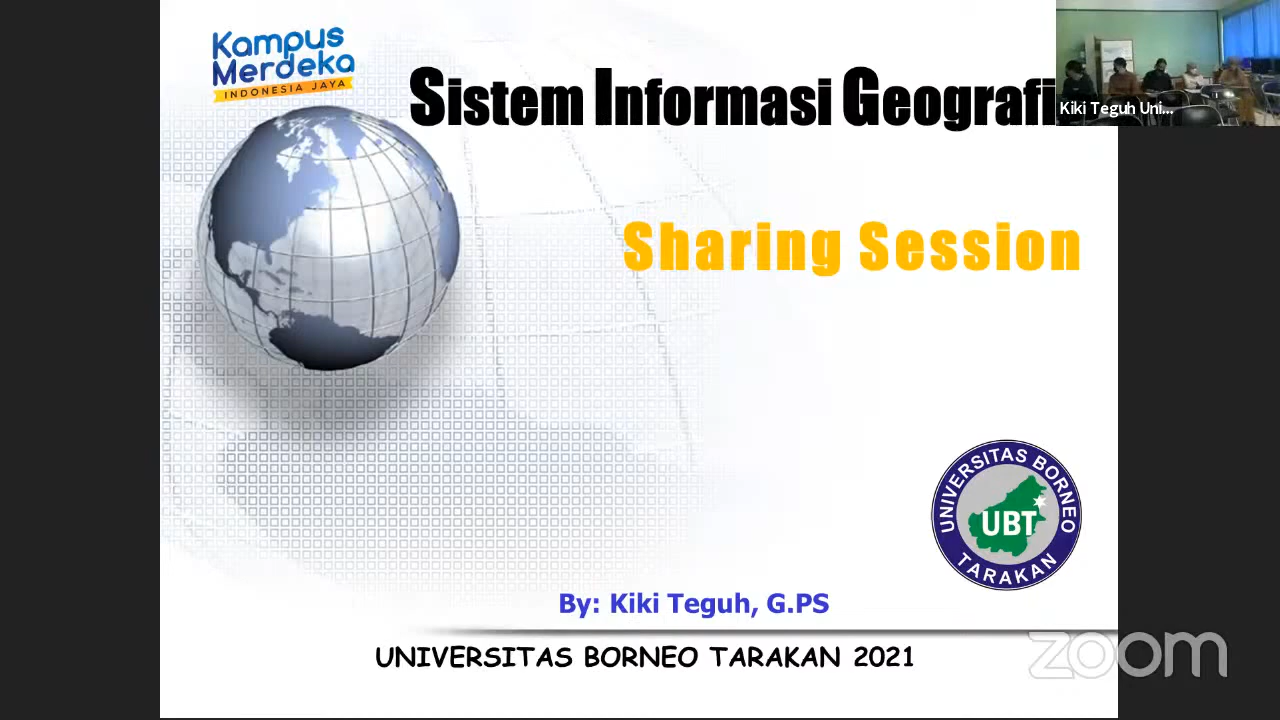 Kampus
Merdeka
INDONESIA JAYA
Sistem Informasi Geografi
Kiki Teguh Uni...
Sharing Session
UNIVERSITAS BORNEO
UBT
TARAKAN
By: Kiki Teguh, G.PS
UNIVERSITAS BORNEO TARAKAN 2021
zoom